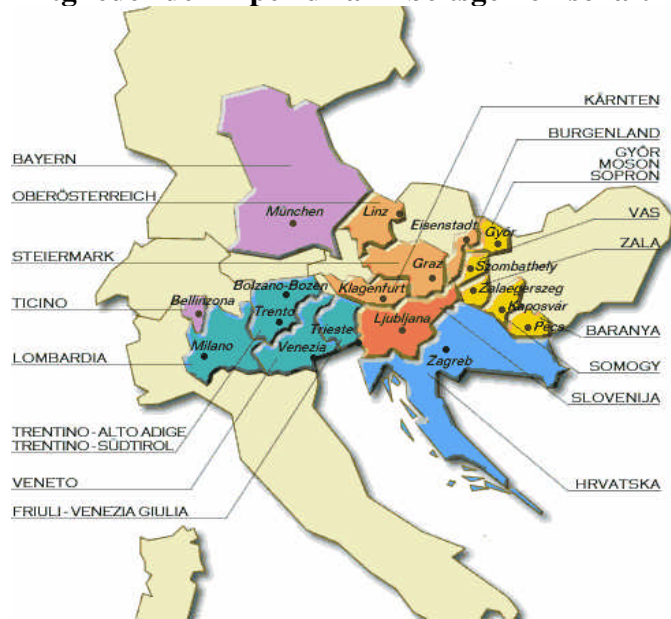 KÄRNTEN
BURGENLAND
GYÖR
MOSON
SOPRON
VAS
ZALA
BARANYA
SOMOGY
SLOVENIJA
HRVATSKA
BAYERN
OBERÖSTERREICH
STEIERMARK
TICINO
LOMBARDIA
TRENTINO-ALTO ADIGE
TRENTINO-SÜDTIROL
VENETO
FRIULI-VENEZIA GIULIA
München
Linz
Eisenstadt
Györ
Szombathely
Graz
Zalaegerszeg
Klagenfurt
Kaposvár
Pécs
Bolzano-Bozen
Bellinzona
Trento
Trieste
Ljubljana
Milano
Venezia
Zagreb